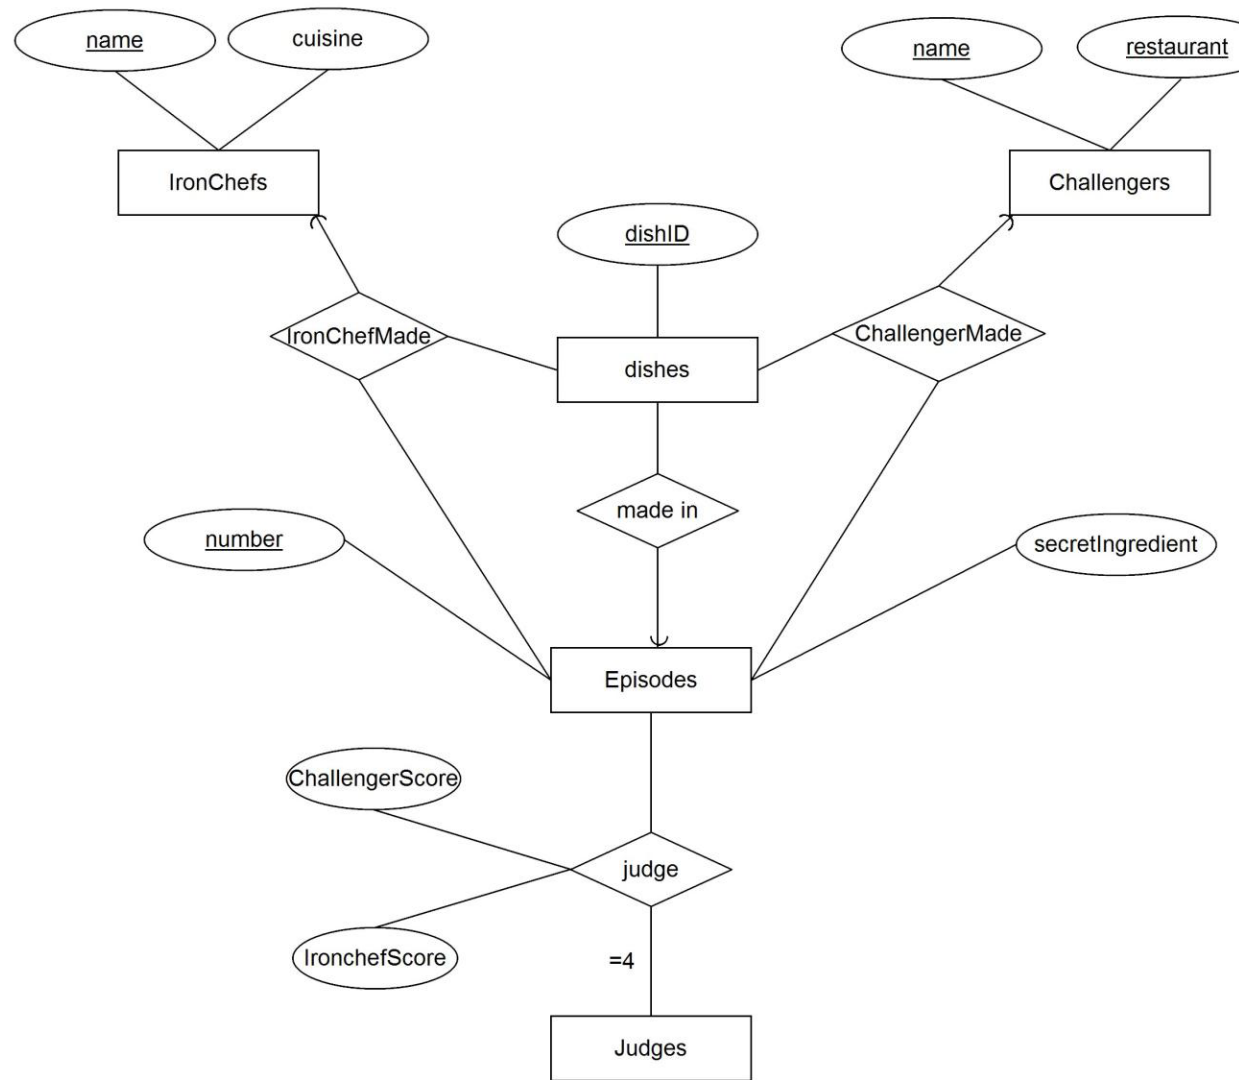 name
cuisine
name
restaurant
IronChefs
Challengers
dishID
IronChefMade
ChallengerMade
dishes
made in
number
secretIngredient
Episodes
ChallengerScore
judge
IronchefScore
=4
Judges